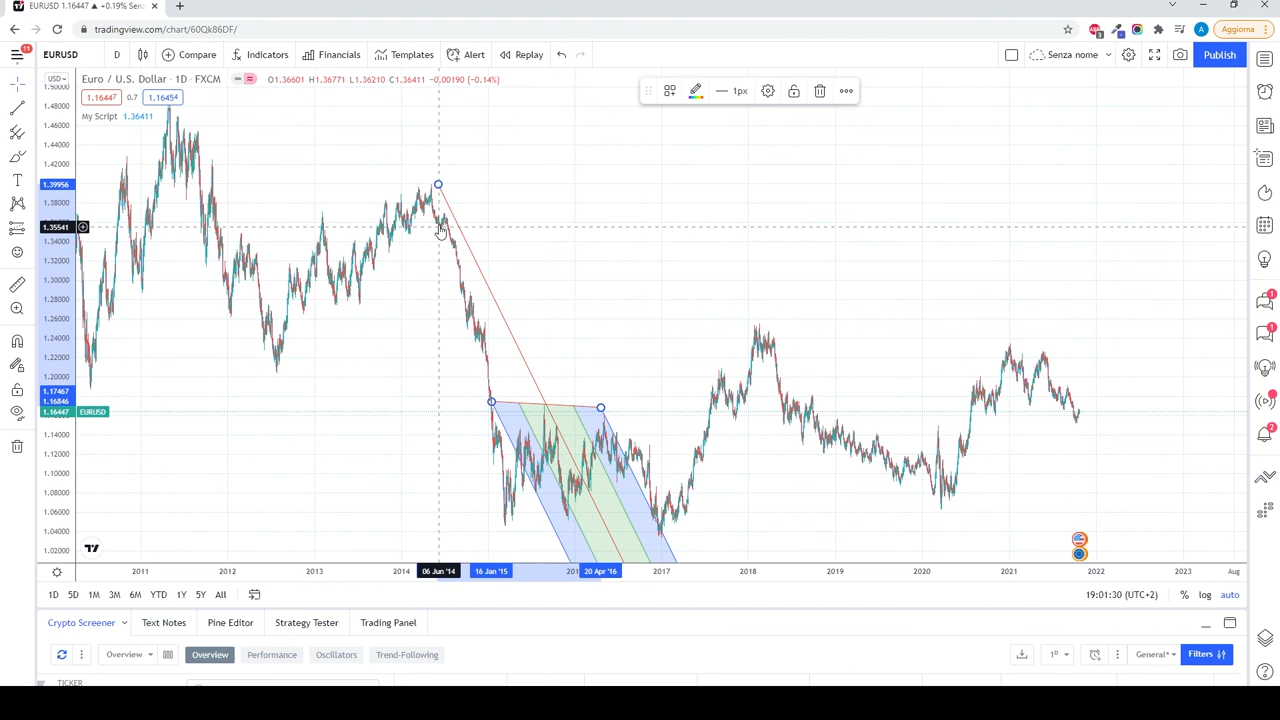 EURUSD 1.16447 ▲ +0.19% Senz
tradingview.com/chart/60Qk86DF/
Aggiorna
11
EURUSD D Compare Indicators Financials Templates Alert Replay Senza nome Publish
USD Euro / U.S. Dollar · 1D · FXCM O1.36601 H1.36771 L1.36210 C1.36411 −0.00190 (−0.14%)
1.16447 0.7 1.16454
My Script 1.36411
1px
1.50000
1.48000
1.46000
1.44000
1.42000
1.39956
1.38000
1.35541
1.34000
1.32000
1.30000
1.28000
1.26000
1.24000
1.22000
1.20000
1.17467
1.16846
1.16447 EURUSD
1.14000
1.12000
1.10000
1.08000
1.06000
1.04000
1.02000
2011 2012 2013 2014 06 Jun '14 16 Jan '15 201 20 Apr '16 2017 2018 2019 2020 2021 2022 2023 Aug
1D 5D 1M 3M 6M YTD 1Y 5Y All 19:01:30 (UTC+2) % log auto
Crypto Screener Text Notes Pine Editor Strategy Tester Trading Panel
Overview Overview Performance Oscillators Trend-Following 1D General* Filters
TICKER